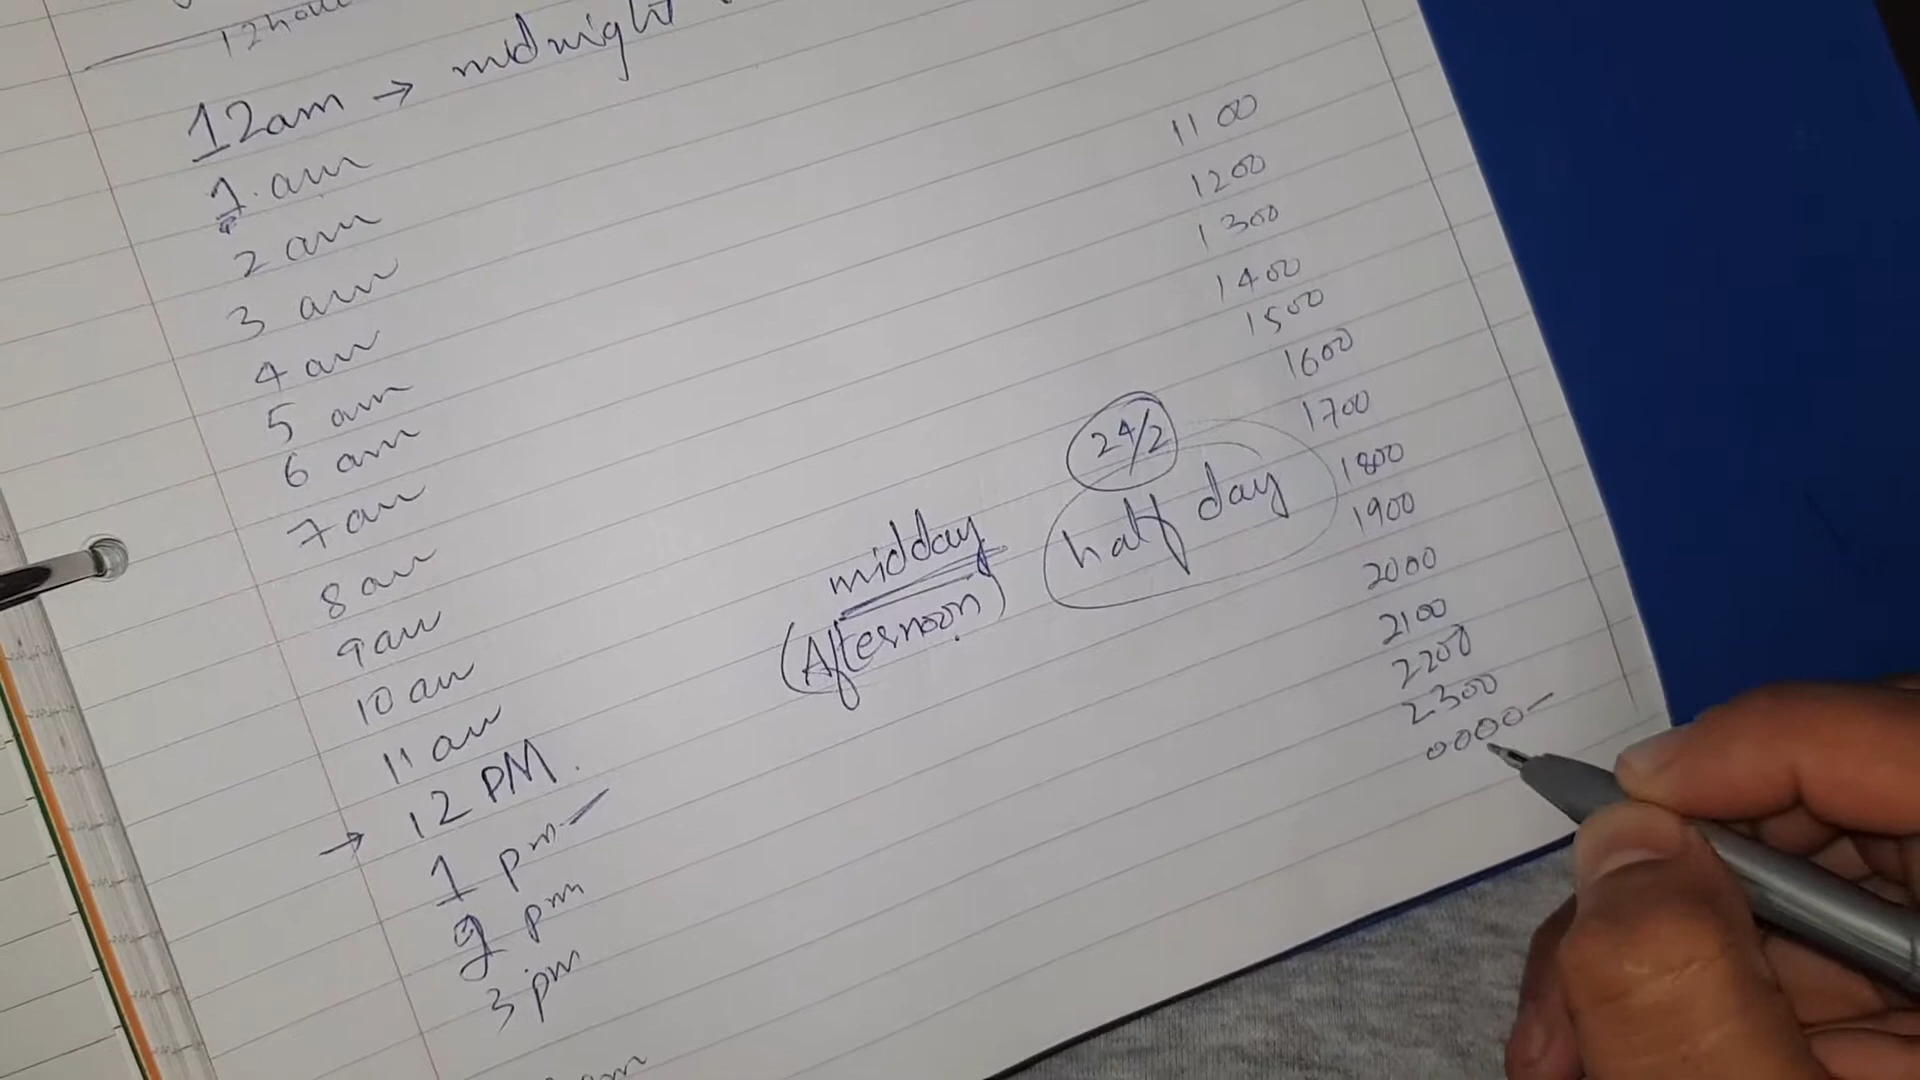 12hour
12am → midnight
1 am
2 am
3 am
4 am
5 am
6 am
7 am
8 am
9 am
10 am
11 am
→ 12 PM.
1 pm
2 pm
3 pm
midday
(Afternoon)
24/2
half day
1100
1200
1300
1400
1500
1600
1700
1800
1900
2000
2100
2200
2300
0000-